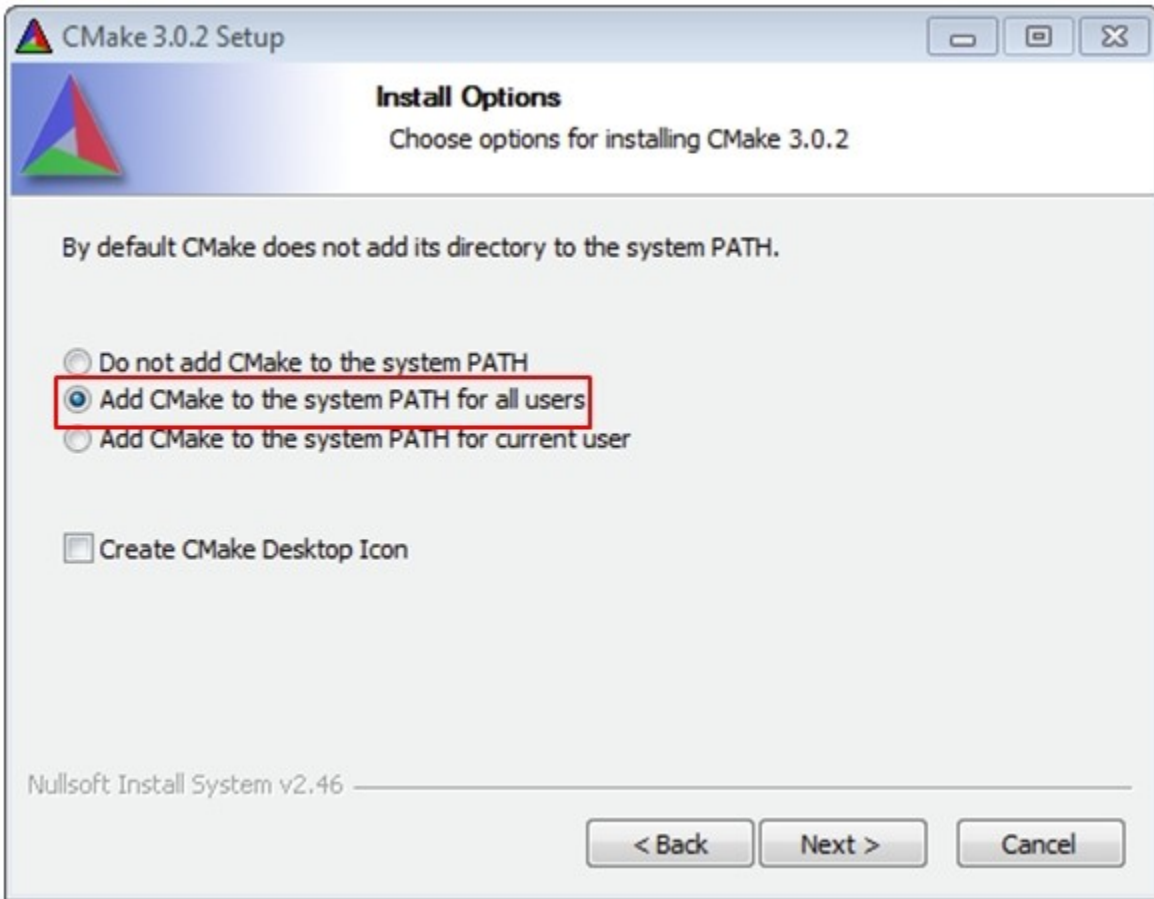 CMake 3.0.2 Setup
Install Options
Choose options for installing CMake 3.0.2
By default CMake does not add its directory to the system PATH.
Do not add CMake to the system PATH
Add CMake to the system PATH for all users
Add CMake to the system PATH for current user
Create CMake Desktop Icon
Nullsoft Install System v2.46
< Back Next > Cancel